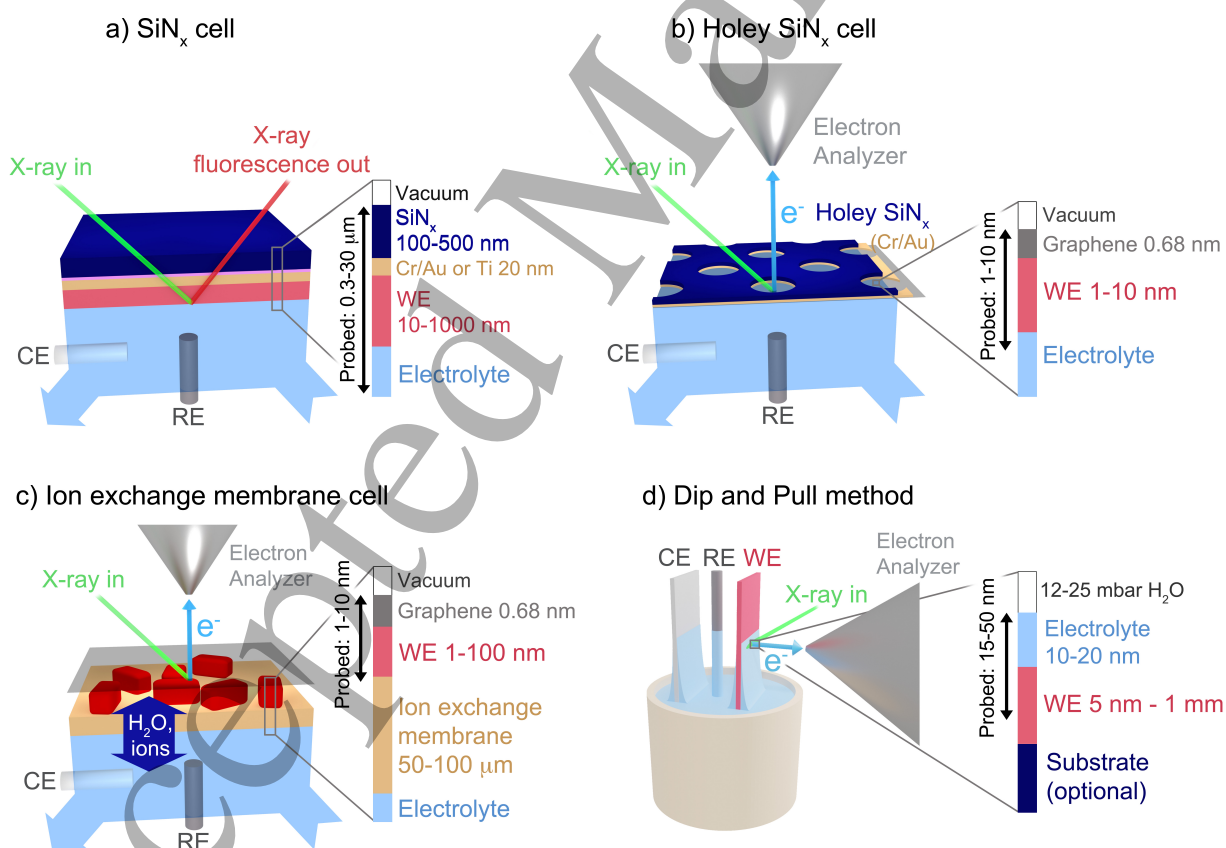 a) SiNx cell
X-ray in
X-ray
fluorescence out
CE
RE
Probed: 0.3-30 μm
Vacuum
SiNx
100-500 nm
Cr/Au or Ti 20 nm
WE
10-1000 nm
Electrolyte
b) Holey SiNx cell
Electron
Analyzer
X-ray in
e-
Holey SiNx
(Cr/Au)
CE
RE
Probed: 1-10 nm
Vacuum
Graphene 0.68 nm
WE 1-10 nm
Electrolyte
c) Ion exchange membrane cell
Electron
Analyzer
X-ray in
e-
H2O,
ions
CE
RE
Probed: 1-10 nm
Vacuum
Graphene 0.68 nm
WE 1-100 nm
Ion exchange
membrane
50-100 μm
Electrolyte
d) Dip and Pull method
CE RE WE
Electron
Analyzer
X-ray in
e-
Probed: 15-50 nm
12-25 mbar H2O
Electrolyte
10-20 nm
WE 5 nm - 1 mm
Substrate
(optional)
cepted Ma